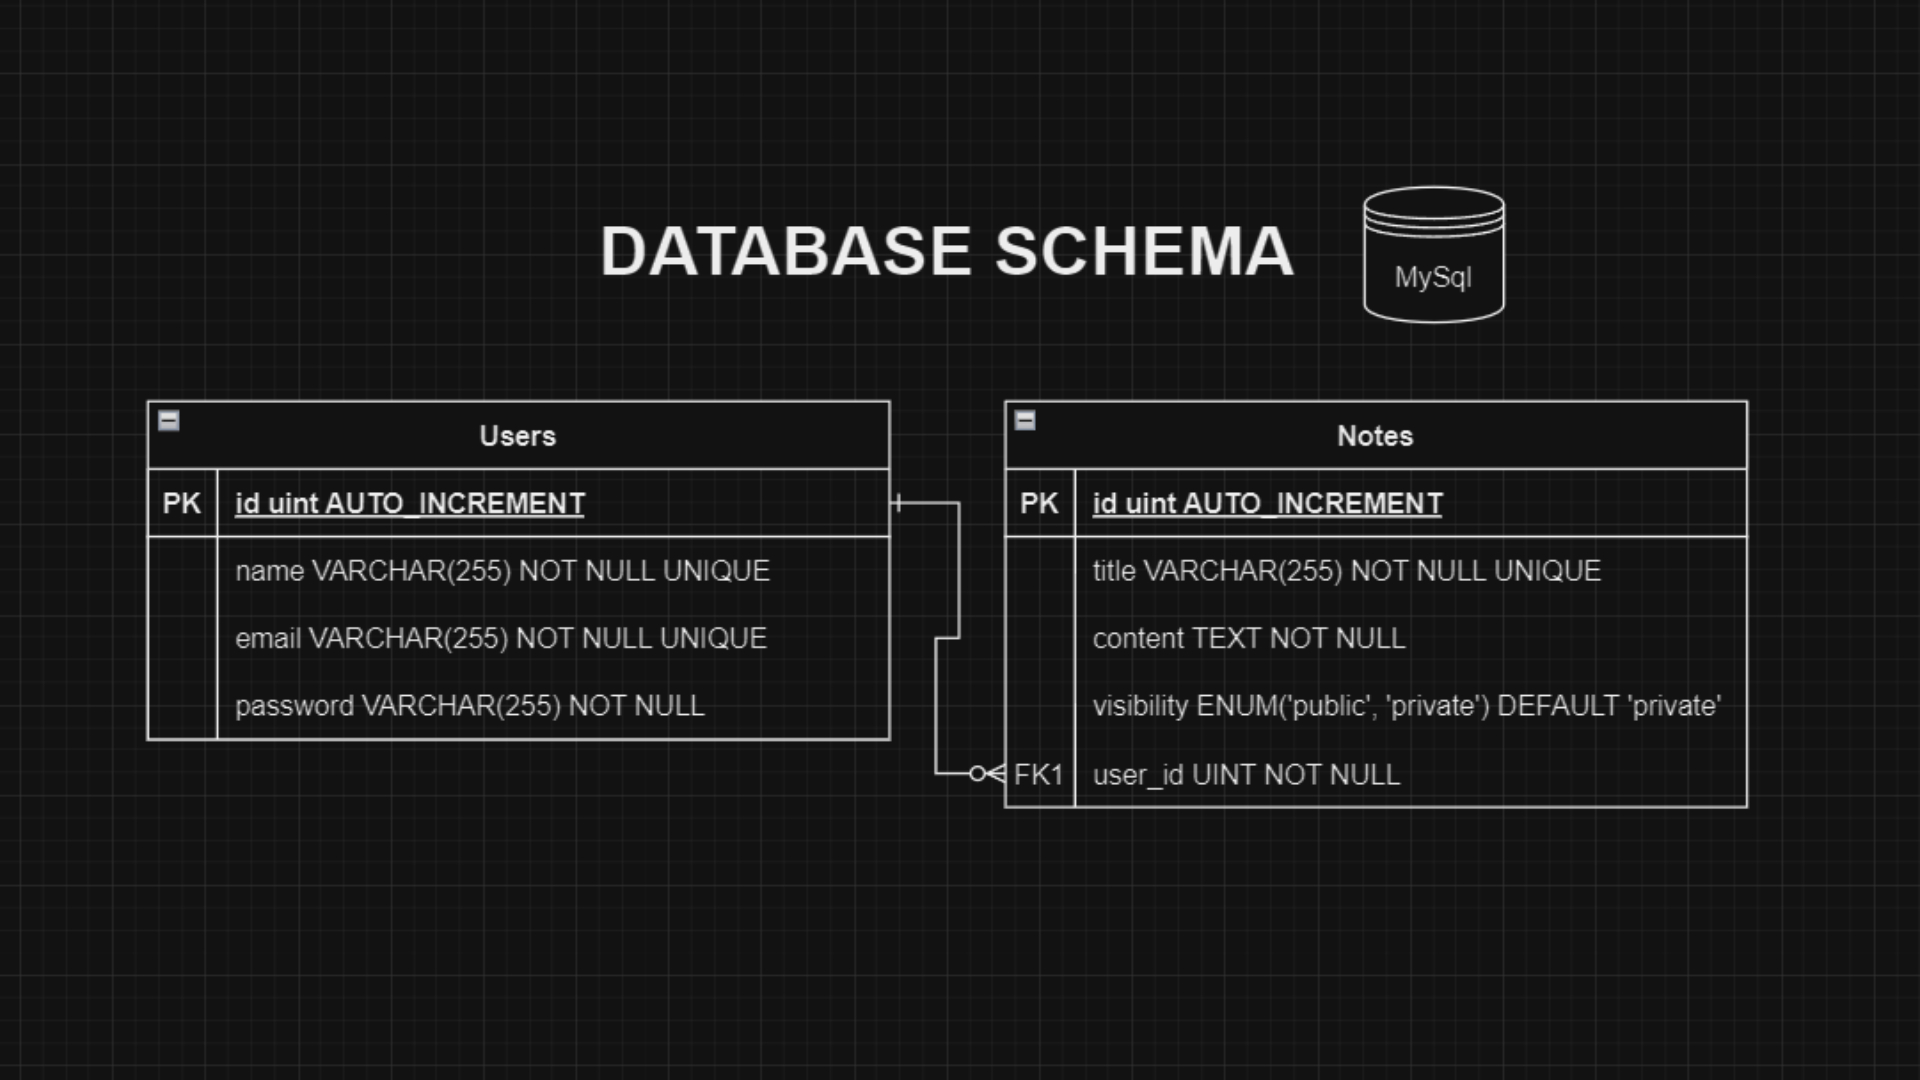 DATABASE SCHEMA
MySql
Users
PK id uint AUTO_INCREMENT
name VARCHAR(255) NOT NULL UNIQUE
email VARCHAR(255) NOT NULL UNIQUE
password VARCHAR(255) NOT NULL
Notes
PK id uint AUTO_INCREMENT
title VARCHAR(255) NOT NULL UNIQUE
content TEXT NOT NULL
visibility ENUM('public', 'private') DEFAULT 'private'
FK1 user_id UINT NOT NULL